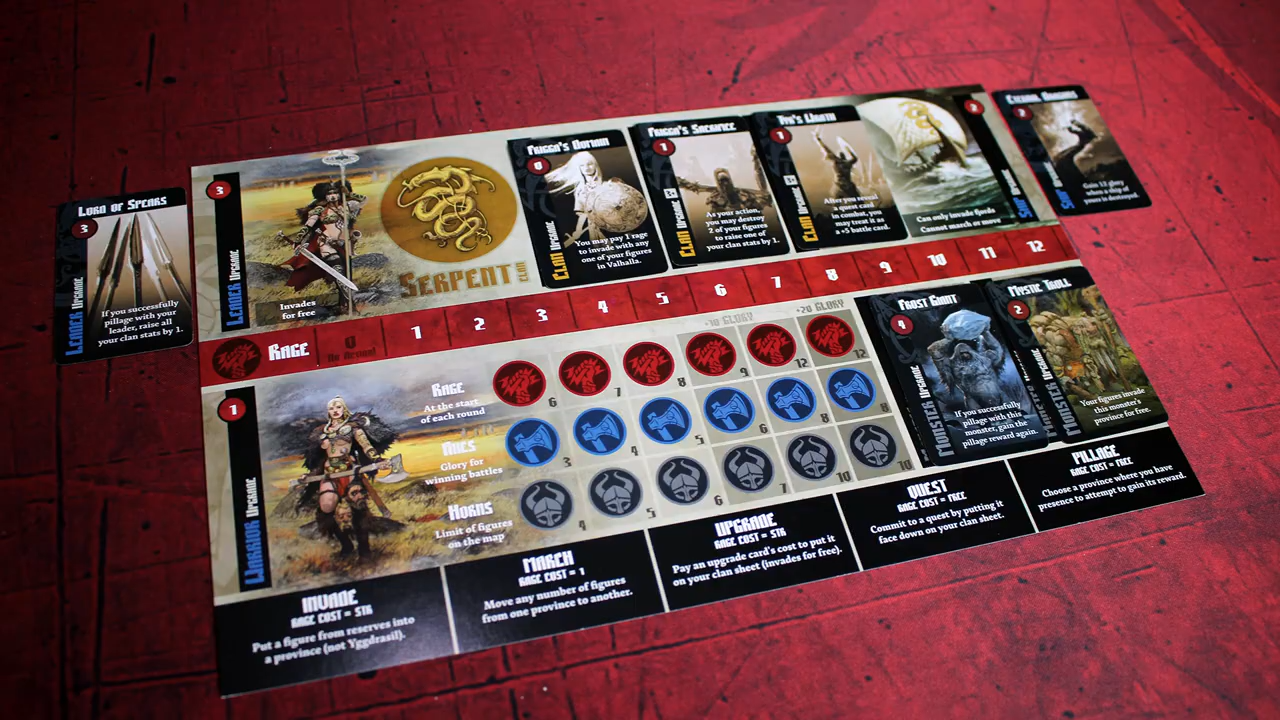 Lord of Spears
3
Leader Upgrade
If you successfully
pillage with your
leader, raise all
your clan stats by 1.
3
Leader Upgrade
Invades
for free
Serpent
Clan
Frigga's Domain
0
Clan Upgrade
You may pay 1 rage
to invade with any
one of your figures
in Valhalla.
Frigga's Sacrifice
1
Clan Upgrade
As your action,
you may destroy
2 of your figures
to raise one of
your clan stats by 1.
Tyr's Wrath
1
Clan Upgrade
After you reveal
a quest card
in combat, you
may treat it as
a +5 battle card.
2
Ship Upgrade
Can only invade fjords
Cannot march or move
2
Ship
Gain 12 glory
when a ship of
yours is destroyed.
Rage
0
No Action!
1
2
3
4
5
6
7
8
9
10
11
12
1
Warrior Upgrade
+10 Glory
+20 Glory
Rage
At the start
of each round
6
7
8
9
12
12
Axes
Glory for
winning battles
3
4
5
6
8
8
Horns
Limit of figures
on the map
4
5
6
7
10
10
Frost Giant
4
Monster Upgrade
If you successfully
pillage with this
monster, gain the
pillage reward again.
Mystic Troll
2
Monster Upgrade
Your figures invade
this monster's
province for free.
Invade
Rage Cost = STR
Put a figure from reserves into
a province (not Yggdrasil).
March
Rage Cost = 1
Move any number of figures
from one province to another.
Upgrade
Rage Cost = STR
Pay an upgrade card's cost to put it
on your clan sheet (invades for free).
Quest
Rage Cost = Free
Commit to a quest by putting it
face down on your clan sheet.
Pillage
Rage Cost = Free
Choose a province where you have
presence to attempt to gain its reward.